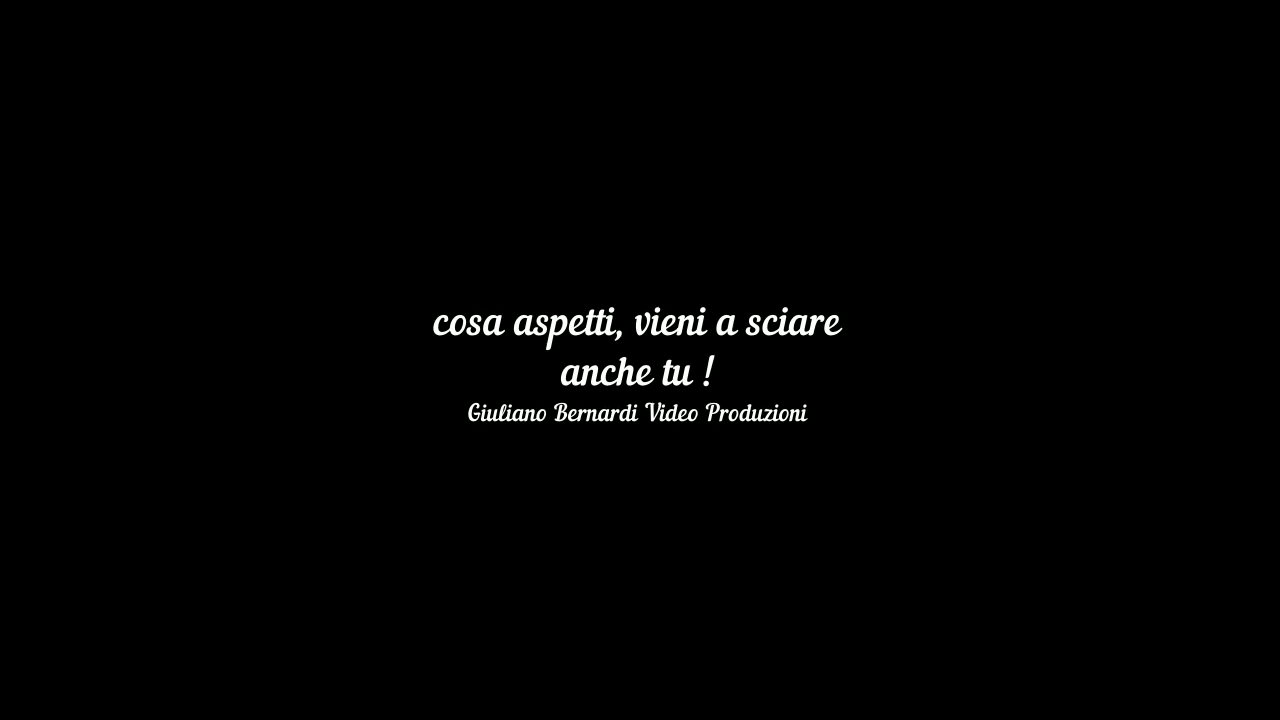 cosa aspetti, vieni a sciare
anche tu !
Giuliano Bernardi Video Produzioni